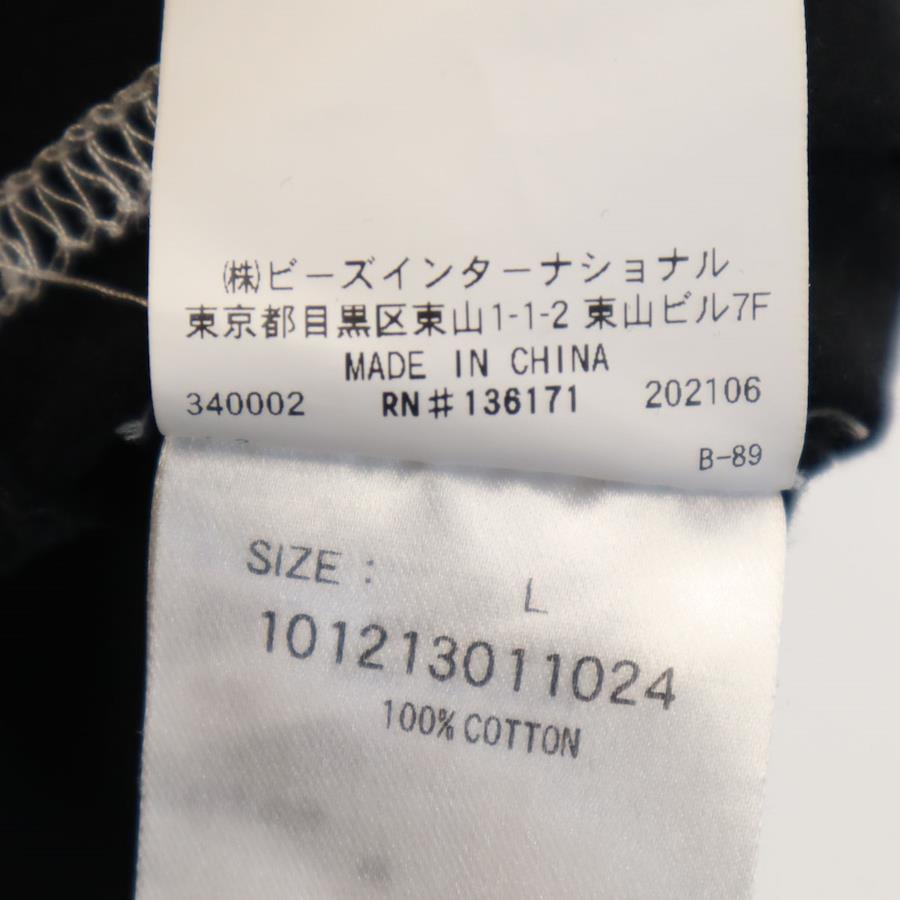 ㈱ビーズインターナショナル
東京都目黒区東山1-1-2 東山ビル7F
MADE IN CHINA
340002 RN#136171 202106
B-89
SIZE : L
101213011024
100% COTTON